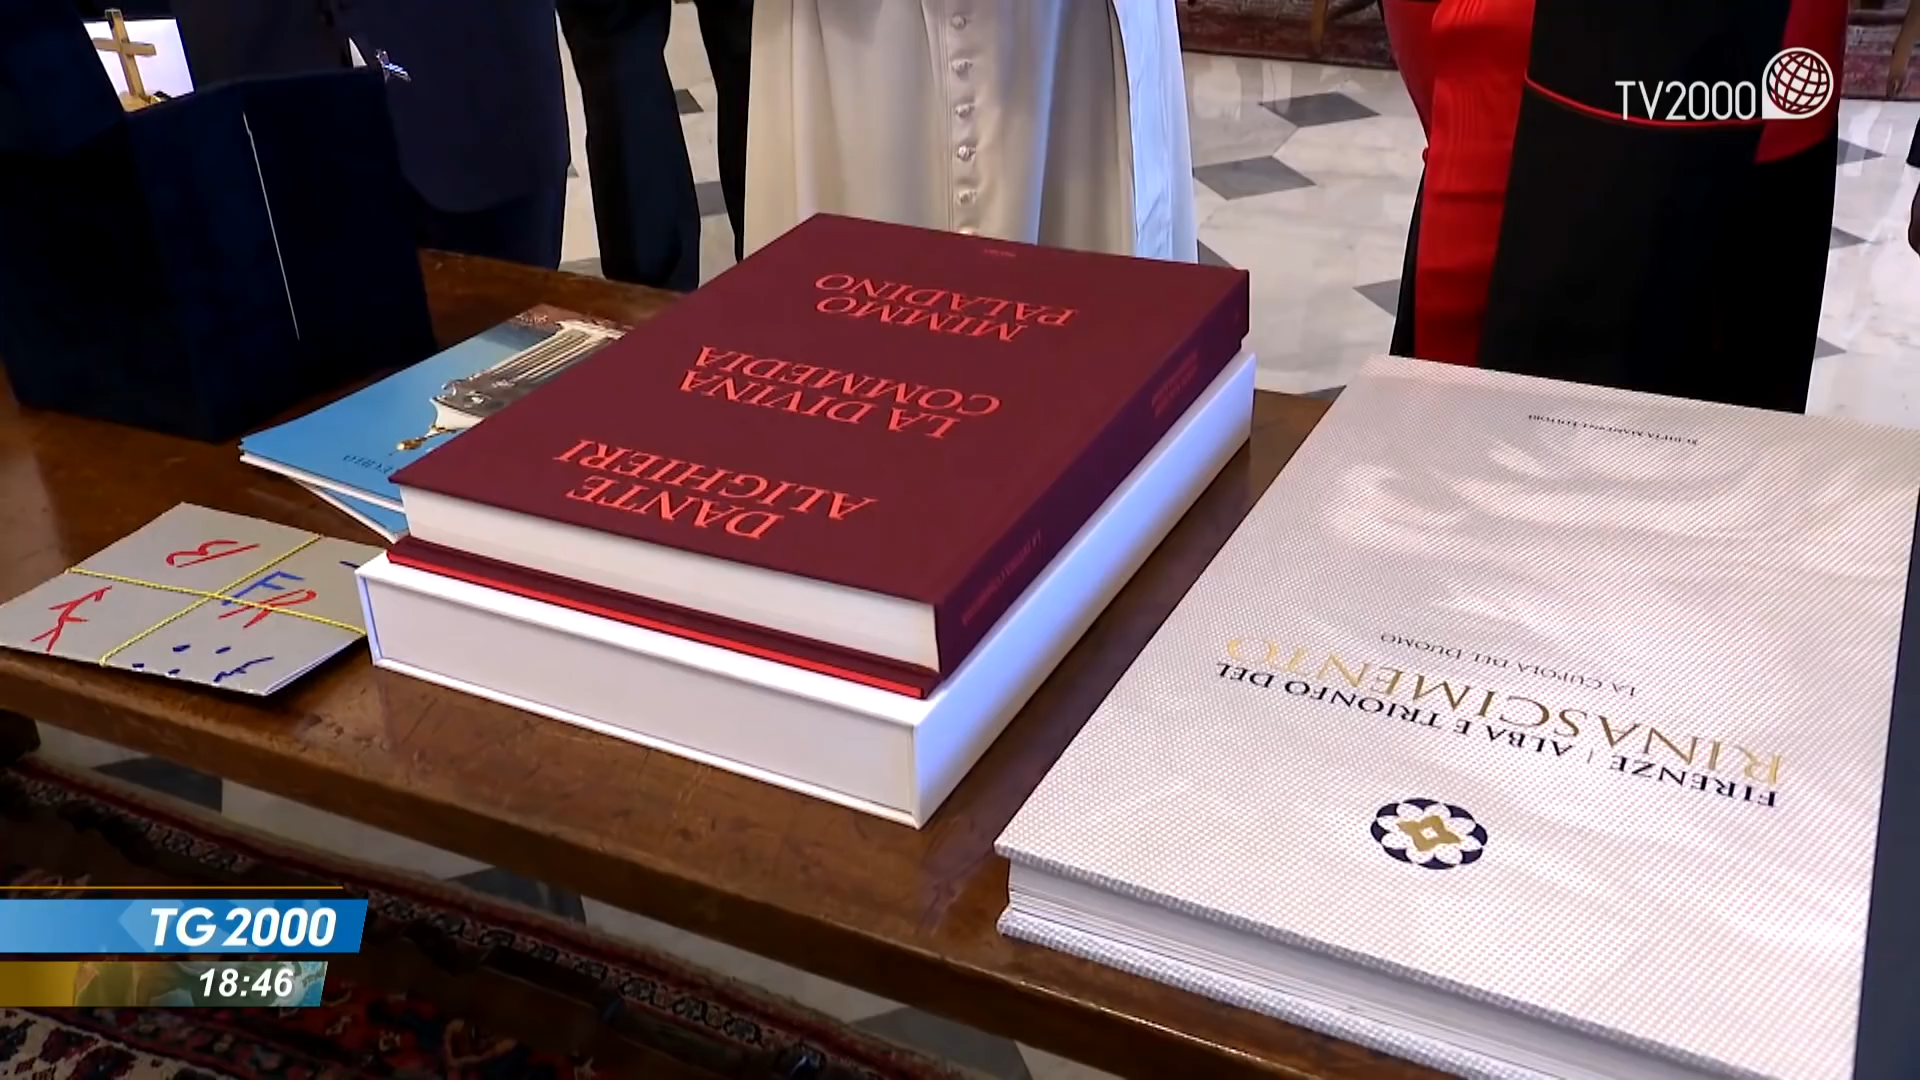 TV2000
MIMMO
PALADINO
LA DIVINA
COMMEDIA
DANTE
ALIGHIERI
FR
FIRENZE | ALBA E TRIONFO DEL
RINASCIMENTO
LA CUPOLA DEL DUOMO
TG 2000
18:46